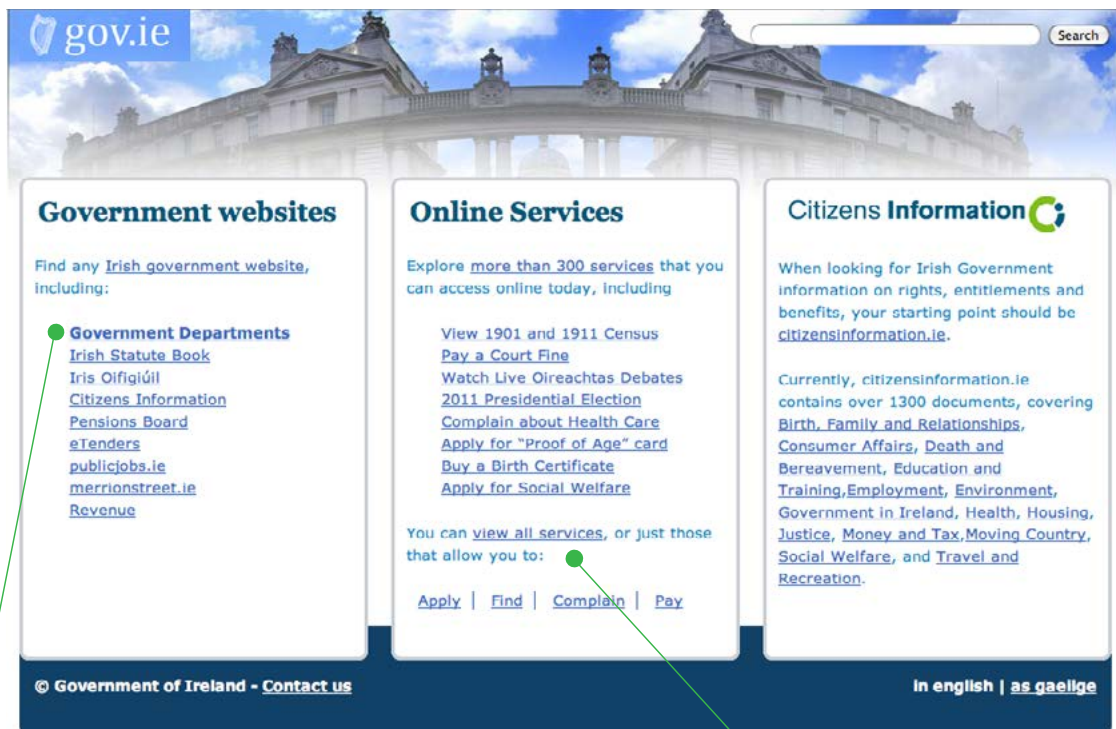 gov.ie
Search
Government websites
Find any Irish government website,
including:
Government Departments
Irish Statute Book
Iris Oifigiúil
Citizens Information
Pensions Board
eTenders
publicjobs.ie
merrionstreet.ie
Revenue
Online Services
Explore more than 300 services that you
can access online today, including
View 1901 and 1911 Census
Pay a Court Fine
Watch Live Oireachtas Debates
2011 Presidential Election
Complain about Health Care
Apply for "Proof of Age" card
Buy a Birth Certificate
Apply for Social Welfare
You can view all services, or just those
that allow you to:
Apply | Find | Complain | Pay
Citizens Information
When looking for Irish Government
information on rights, entitlements and
benefits, your starting point should be
citizensinformation.ie.
Currently, citizensinformation.ie
contains over 1300 documents, covering
Birth, Family and Relationships,
Consumer Affairs, Death and
Bereavement, Education and
Training,Employment, Environment,
Government in Ireland, Health, Housing,
Justice, Money and Tax,Moving Country,
Social Welfare, and Travel and
Recreation.
© Government of Ireland - Contact us
in english | as gaeilge